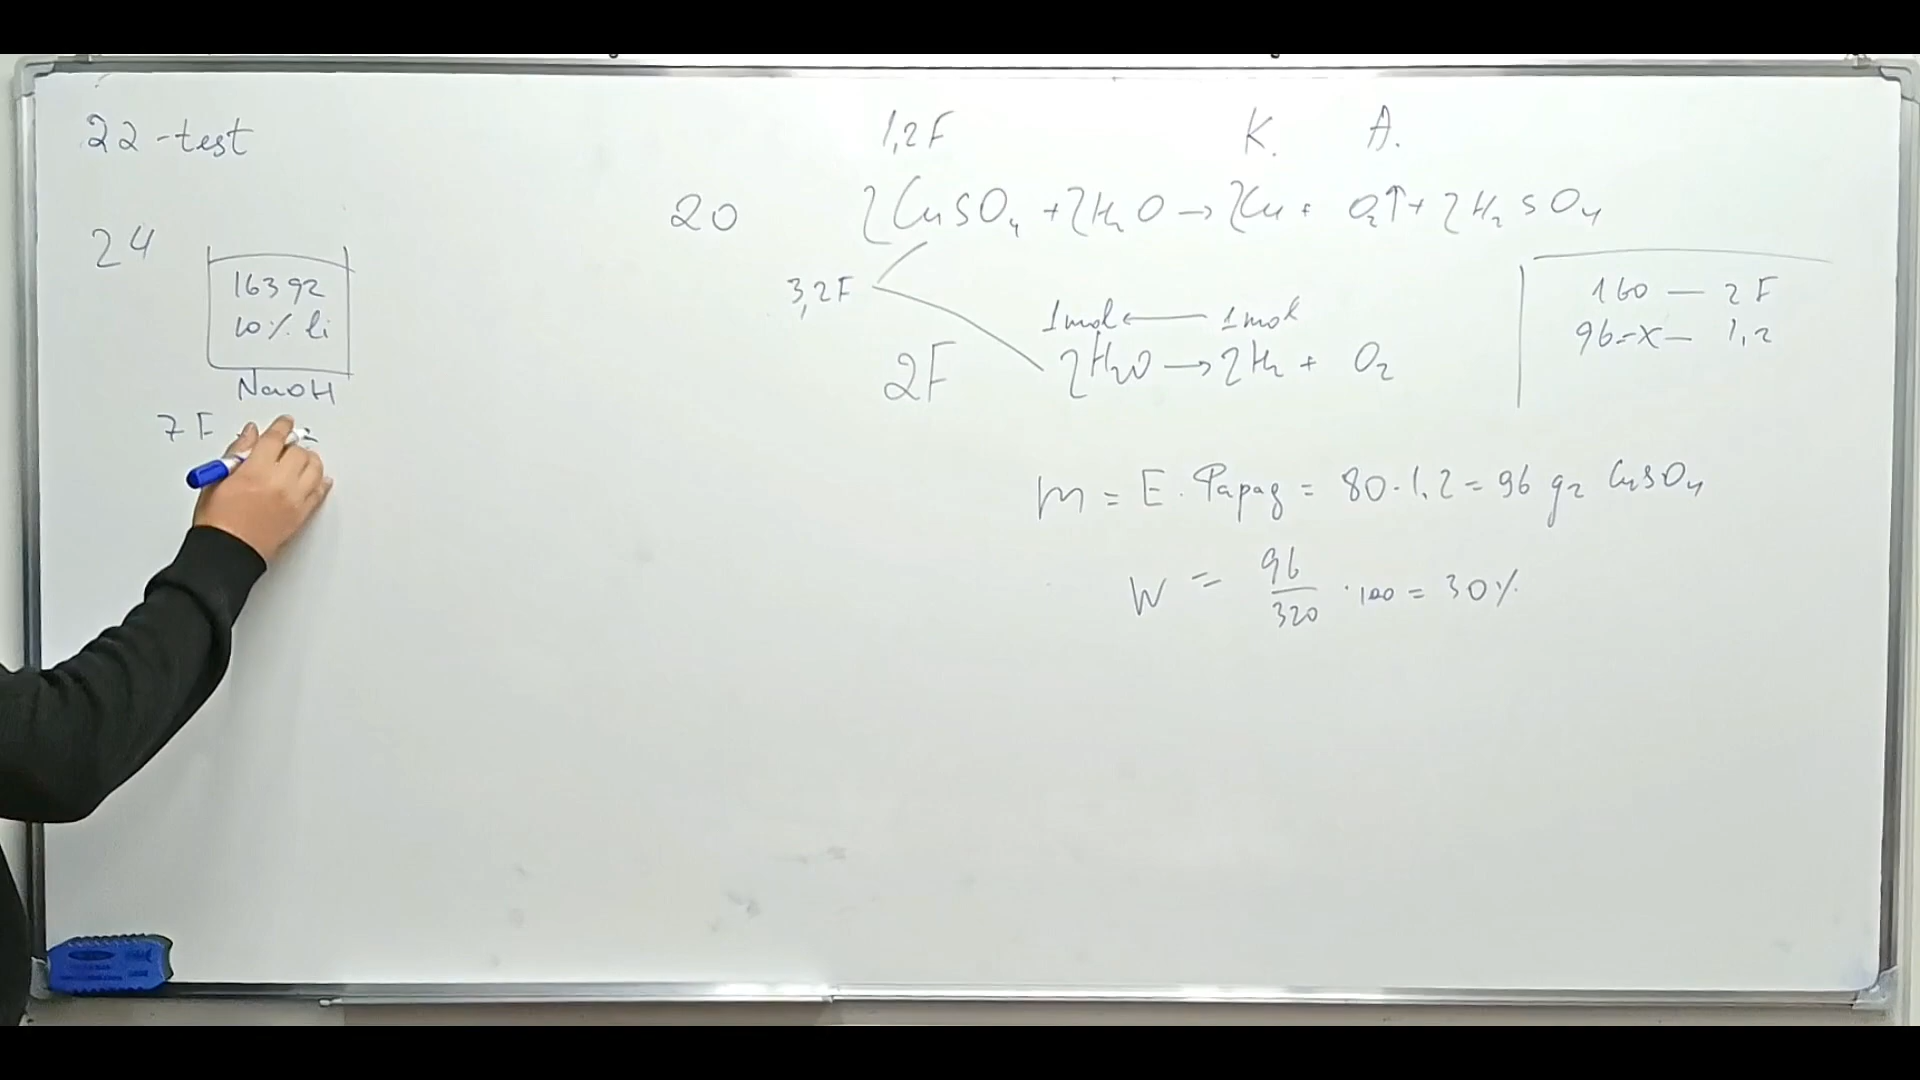 22-test
24
163 gr
10% li
NaOH
7F
20
1,2F
K. A.
2CuSO₄ + 2H₂O → 2Cu + O₂↑ + 2H₂SO₄
3,2F
1mol ← 1mol
2F 2H₂O → 2H₂ + O₂
160 — 2F
96=x — 1,2
m = E · Фарад = 80 · 1,2 = 96 gr CuSO₄
W = 96/320 · 100 = 30%